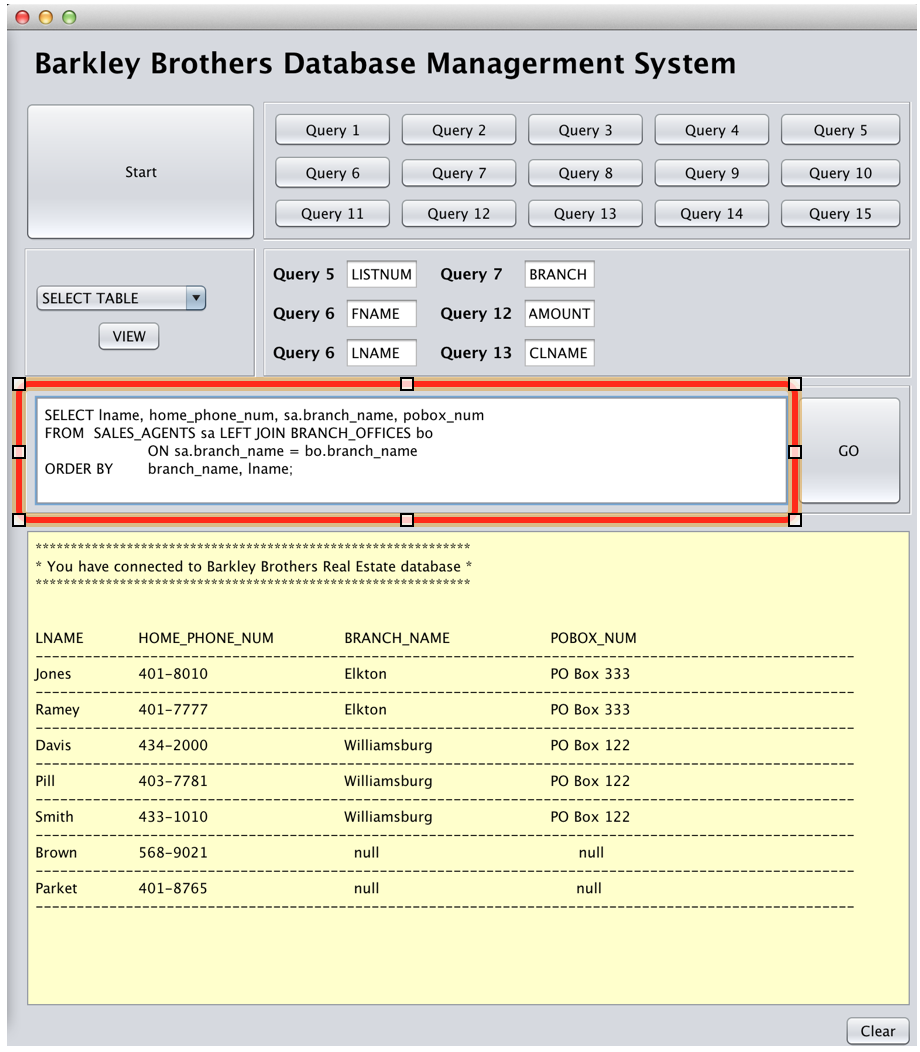 Barkley Brothers Database Managerment System
Start
Query 1 Query 2 Query 3 Query 4 Query 5
Query 6 Query 7 Query 8 Query 9 Query 10
Query 11 Query 12 Query 13 Query 14 Query 15
SELECT TABLE
VIEW
Query 5 LISTNUM Query 7 BRANCH
Query 6 FNAME Query 12 AMOUNT
Query 6 LNAME Query 13 CLNAME
SELECT lname, home_phone_num, sa.branch_name, pobox_num
FROM SALES_AGENTS sa LEFT JOIN BRANCH_OFFICES bo
ON sa.branch_name = bo.branch_name
ORDER BY branch_name, lname;
GO
**************************************************************
* You have connected to Barkley Brothers Real Estate database *
**************************************************************
LNAME HOME_PHONE_NUM BRANCH_NAME POBOX_NUM
--------------------------------------------------------------------------------------
Jones 401-8010 Elkton PO Box 333
--------------------------------------------------------------------------------------
Ramey 401-7777 Elkton PO Box 333
--------------------------------------------------------------------------------------
Davis 434-2000 Williamsburg PO Box 122
--------------------------------------------------------------------------------------
Pill 403-7781 Williamsburg PO Box 122
--------------------------------------------------------------------------------------
Smith 433-1010 Williamsburg PO Box 122
--------------------------------------------------------------------------------------
Brown 568-9021 null null
--------------------------------------------------------------------------------------
Parket 401-8765 null null
--------------------------------------------------------------------------------------
Clear